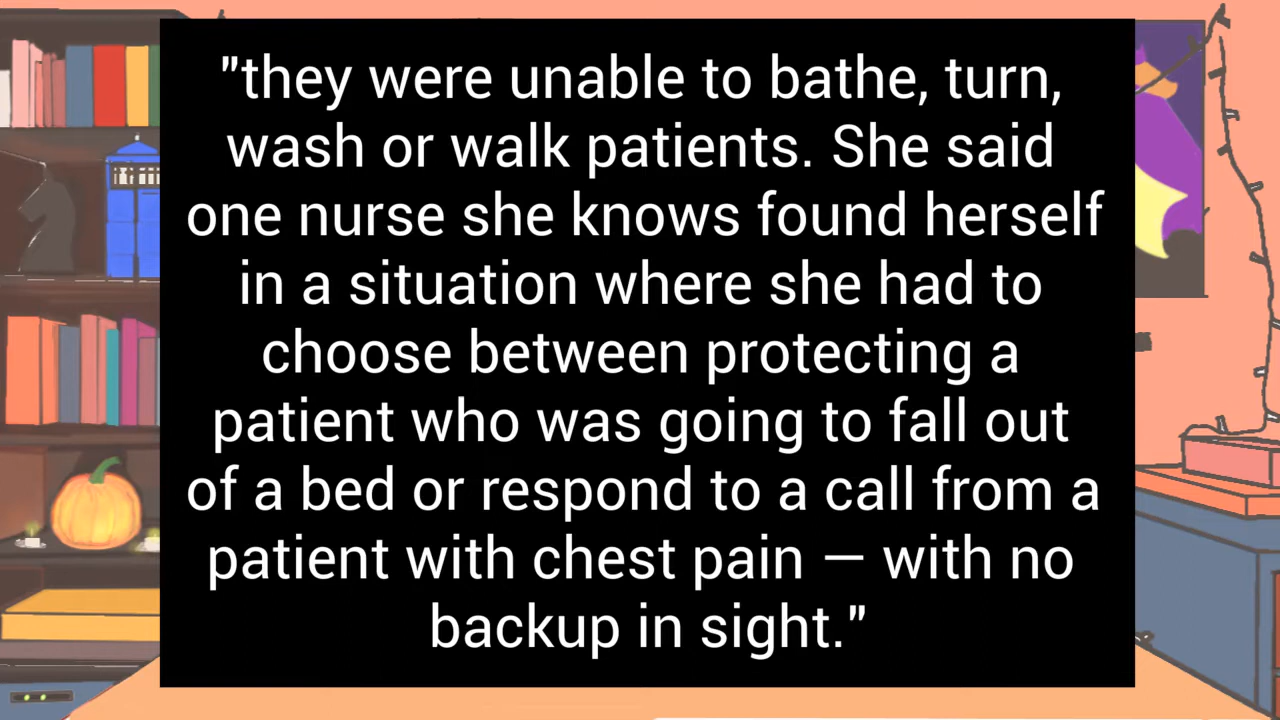 "they were unable to bathe, turn,
wash or walk patients. She said
one nurse she knows found herself
in a situation where she had to
choose between protecting a
patient who was going to fall out
of a bed or respond to a call from a
patient with chest pain — with no
backup in sight."